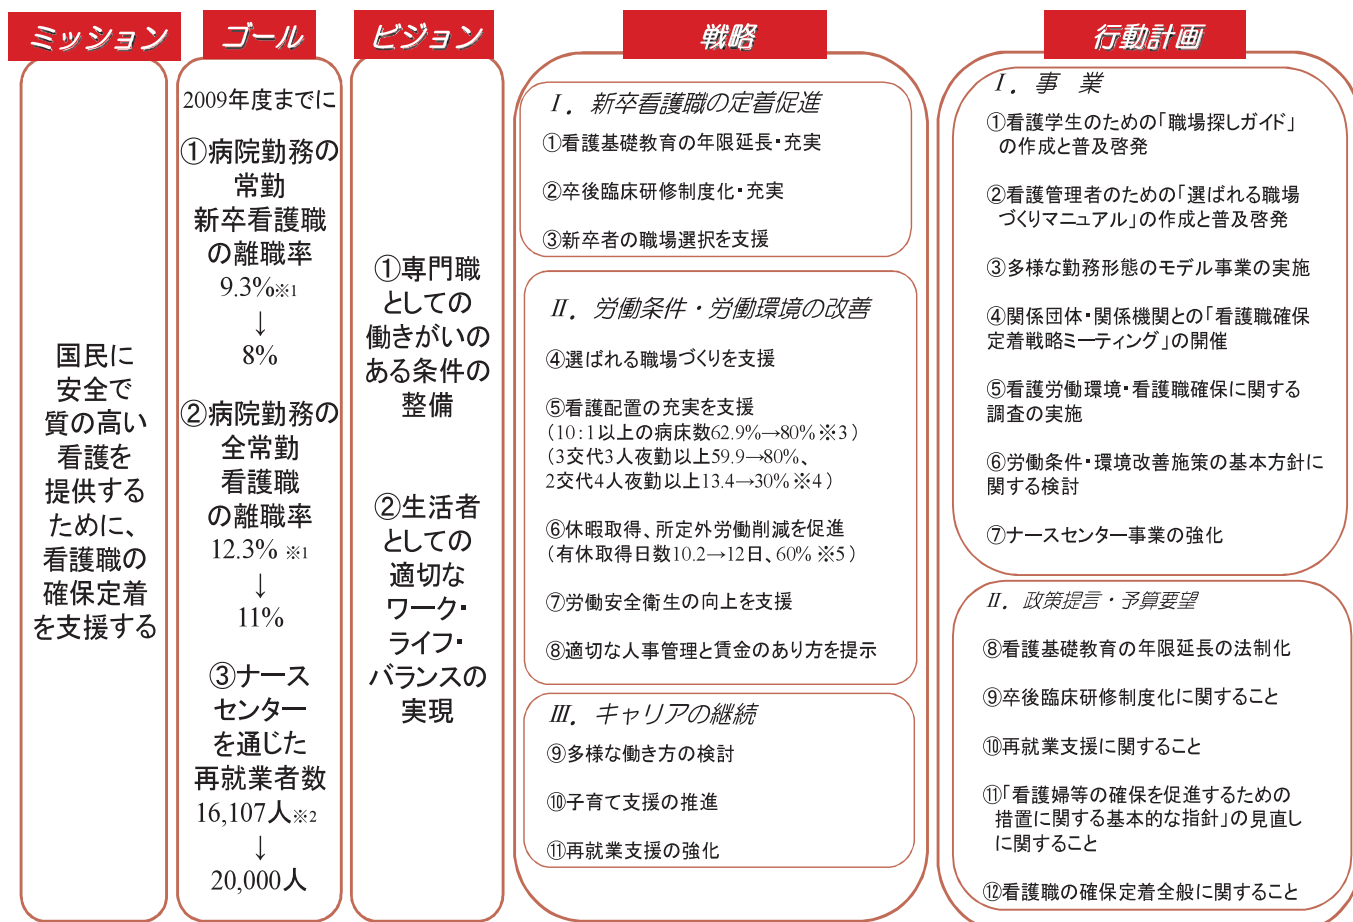 ミッション
国民に
安全で
質の高い
看護を
提供する
ために、
看護職の
確保定着
を支援する
ゴール
2009年度までに
①病院勤務の
常勤
新卒看護職
の離職率
9.3%※1
↓
8%
②病院勤務の
全常勤
看護職
の離職率
12.3% ※1
↓
11%
③ナース
センター
を通じた
再就業者数
16,107人※2
↓
20,000人
ビジョン
①専門職
としての
働きがいの
ある条件の
整備
②生活者
としての
適切な
ワーク・
ライフ・
バランスの
実現
戦略
Ⅰ．新卒看護職の定着促進
①看護基礎教育の年限延長・充実
②卒後臨床研修制度化・充実
③新卒者の職場選択を支援
Ⅱ．労働条件・労働環境の改善
④選ばれる職場づくりを支援
⑤看護配置の充実を支援
（10：1以上の病床数62.9%→80%※3）
（3交代3人夜勤以上59.9→80%、
2交代4人夜勤以上13.4→30%※4）
⑥休暇取得、所定外労働削減を促進
（有休取得日数10.2→12日、60%※5）
⑦労働安全衛生の向上を支援
⑧適切な人事管理と賃金のあり方を提示
Ⅲ．キャリアの継続
⑨多様な働き方の検討
⑩子育て支援の推進
⑪再就業支援の強化
行動計画
Ⅰ．事　業
①看護学生のための「職場探しガイド」
の作成と普及啓発
②看護管理者のための「選ばれる職場
づくりマニュアル」の作成と普及啓発
③多様な勤務形態のモデル事業の実施
④関係団体・関係機関との「看護職確保
定着戦略ミーティング」の開催
⑤看護労働環境・看護職確保に関する
調査の実施
⑥労働条件・環境改善施策の基本方針に
関する検討
⑦ナースセンター事業の強化
Ⅱ．政策提言・予算要望
⑧看護基礎教育の年限延長の法制化
⑨卒後臨床研修制度化に関すること
⑩再就業支援に関すること
⑪「看護婦等の確保を促進するための
措置に関する基本的な指針」の見直し
に関すること
⑫看護職の確保定着全般に関すること